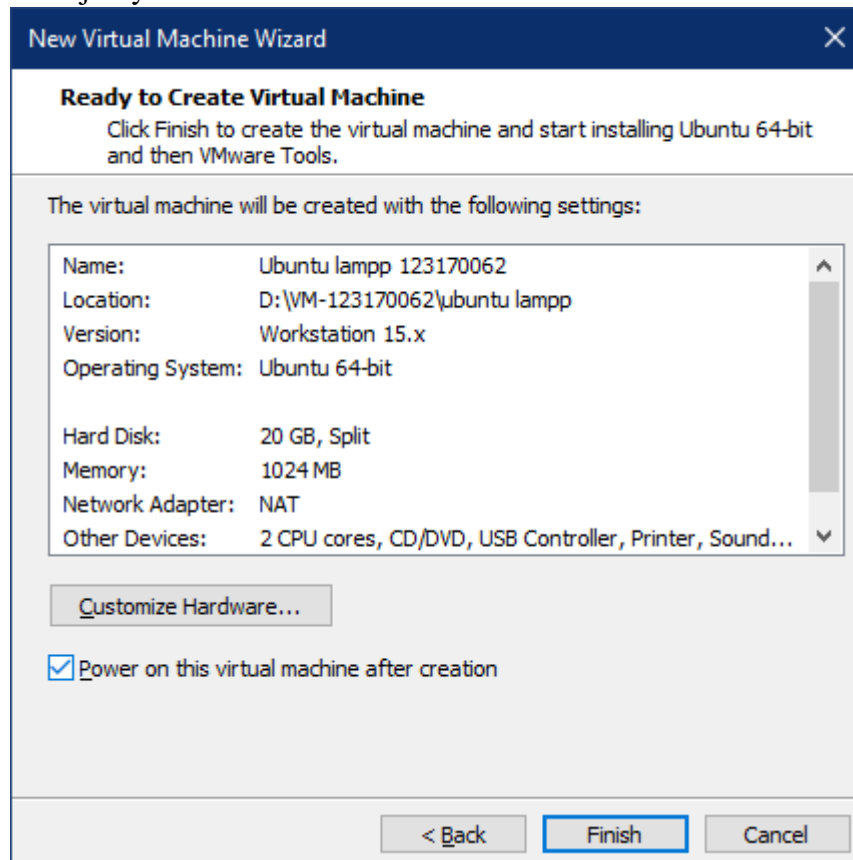 New Virtual Machine Wizard
Ready to Create Virtual Machine
Click Finish to create the virtual machine and start installing Ubuntu 64-bit
and then VMware Tools.
The virtual machine will be created with the following settings:
Name: Ubuntu lampp 123170062
Location: D:\VM-123170062\ubuntu lampp
Version: Workstation 15.x
Operating System: Ubuntu 64-bit
Hard Disk: 20 GB, Split
Memory: 1024 MB
Network Adapter: NAT
Other Devices: 2 CPU cores, CD/DVD, USB Controller, Printer, Sound...
Customize Hardware...
Power on this virtual machine after creation
< Back Finish Cancel